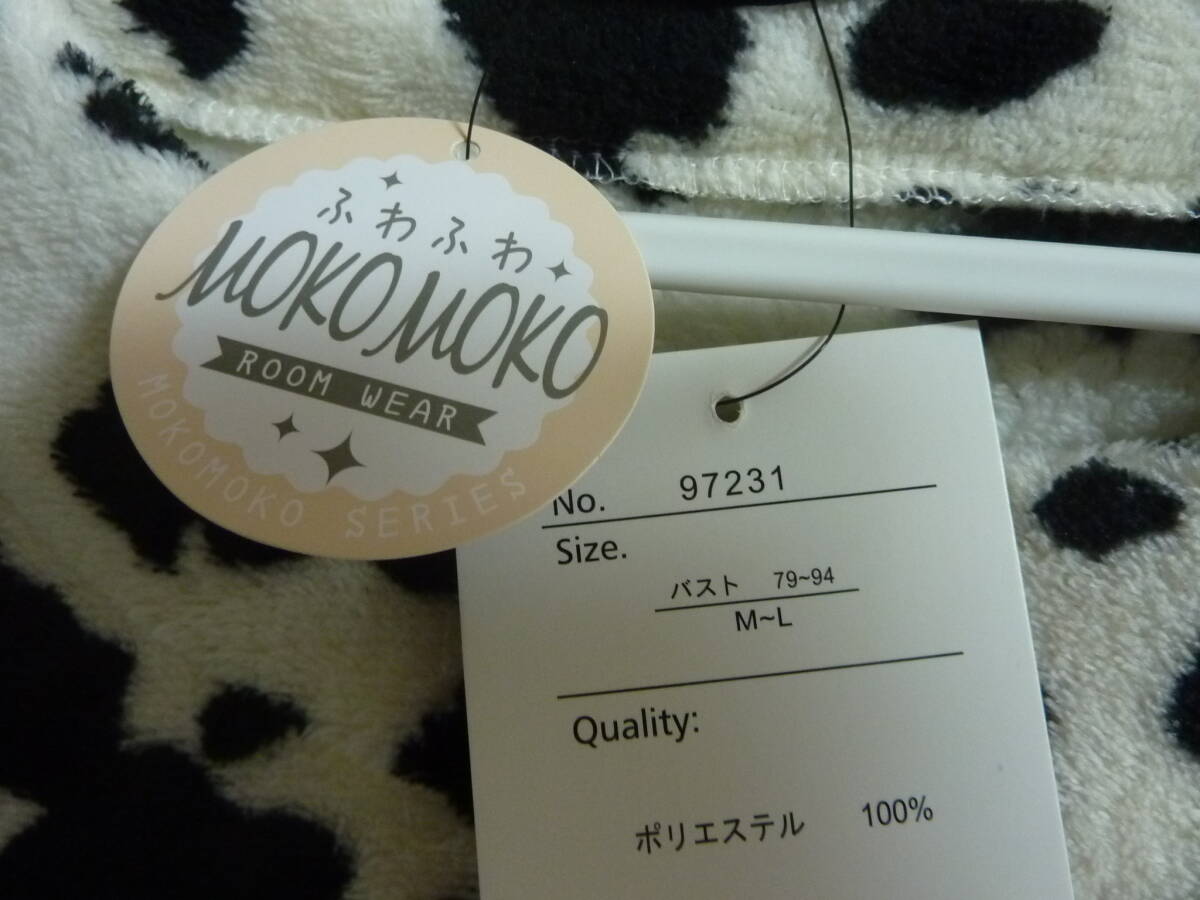 ふわふわ
MOKOMOKO
ROOM WEAR
MOKOMOKO SERIES
No. 97231
Size.
バスト 79~94
M~L
Quality:
ポリエステル 100%